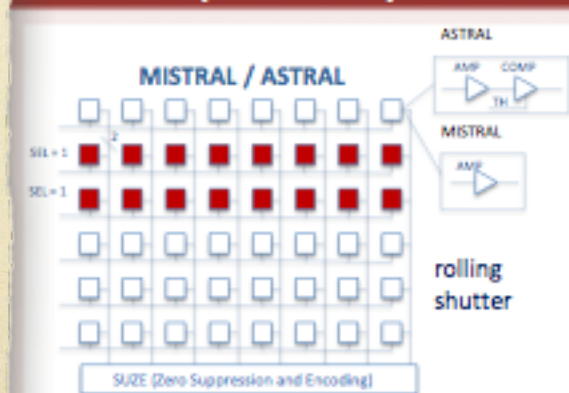 ASTRAL
AMP COMP
TH
MISTRAL / ASTRAL
MISTRAL
AMP
2
SEL = 1
SEL = 1
rolling
shutter
SUZE (Zero Suppression and Encoding)